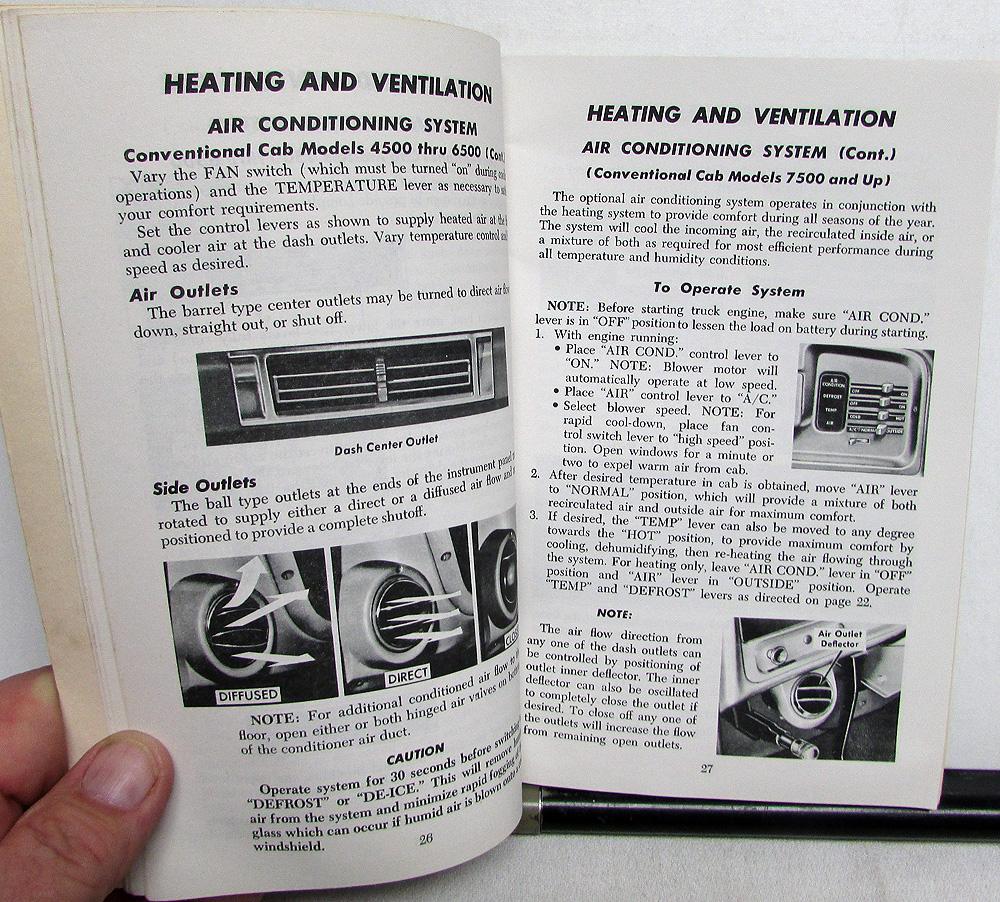 HEATING AND VENTILATION
AIR CONDITIONING SYSTEM
Conventional Cab Models 4500 thru 6500 (Cont.
Vary the FAN switch (which must be turned "on" during
operations) and the TEMPERATURE lever as necessary to
your comfort requirements.
Set the control levers as shown to supply heated air at the
and cooler air at the dash outlets. Vary temperature control
speed as desired.
Air Outlets
The barrel type center outlets may be turned to direct air
down, straight out, or shut off.
Dash Center Outlet
Side Outlets
The ball type outlets at the ends of the instrument
rotated to supply either a direct or a diffused air flow and
positioned to provide a complete shutoff.
DIFFUSED
DIRECT
NOTE: For additional conditioned air flow to
floor, open either or both hinged air valves on
of the conditioner air duct.
CAUTION
Operate system for 30 seconds before
"DEFROST" or "DE-ICE." This will remove
air from the system and minimize rapid fogging
glass which can occur if humid air is blown
windshield.
26
HEATING AND VENTILATION
AIR CONDITIONING SYSTEM (Cont.)
(Conventional Cab Models 7500 and Up)
The optional air conditioning system operates in conjunction with
the heating system to provide comfort during all seasons of the year.
The system will cool the incoming air, the recirculated inside air, or
a mixture of both as required for most efficient performance during
all temperature and humidity conditions.
To Operate System
NOTE: Before starting truck engine, make sure "AIR COND."
lever is in "OFF" position to lessen the load on battery during starting.
1. With engine running:
• Place "AIR COND." control lever to
"ON." NOTE: Blower motor will
automatically operate at low speed.
• Place "AIR" control lever to "A/C."
• Select blower speed. NOTE: For
rapid cool-down, place fan con-
trol switch lever to "high speed" posi-
tion. Open windows for a minute or
two to expel warm air from cab.
AIR
CONDITION
DEFROST
TEMP
AIR
OFF ON
OFF ON
COLD HOT
A/C NORMAL OUTSIDE
2. After desired temperature in cab is obtained, move "AIR" lever
to "NORMAL" position, which will provide a mixture of both
recirculated air and outside air for maximum comfort.
3. If desired, the "TEMP" lever can also be moved to any degree
towards the "HOT" position, to provide maximum comfort by
cooling, dehumidifying, then re-heating the air flowing through
the system. For heating only, leave "AIR COND." lever in "OFF"
position and "AIR" lever in "OUTSIDE" position. Operate
"TEMP" and "DEFROST" levers as directed on page 22.
NOTE:
The air flow direction from
any one of the dash outlets can
be controlled by positioning of
outlet inner deflector. The inner
deflector can also be oscillated
to completely close the outlet if
desired. To close off any one of
the outlets will increase the flow
from remaining open outlets.
Air Outlet
Deflector
27